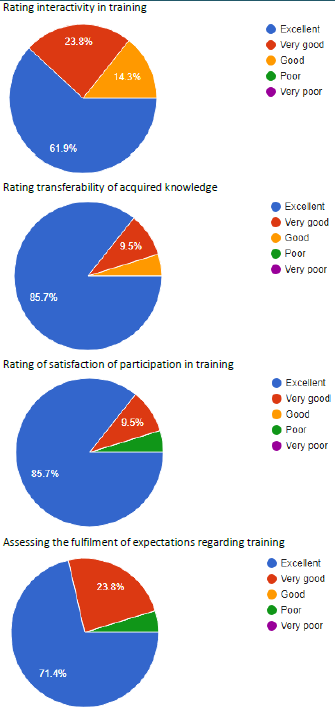 Rating interactivity in training
23.8%
14.3%
61.9%
Excellent
Very good
Good
Poor
Very poor
Rating transferability of acquired knowledge
9.5%
85.7%
Excellent
Very good
Good
Poor
Very poor
Rating of satisfaction of participation in training
9.5%
85.7%
Excellent
Very good
Good
Poor
Very poor
Assessing the fulfilment of expectations regarding training
23.8%
71.4%
Excellent
Very good
Good
Poor
Very poor